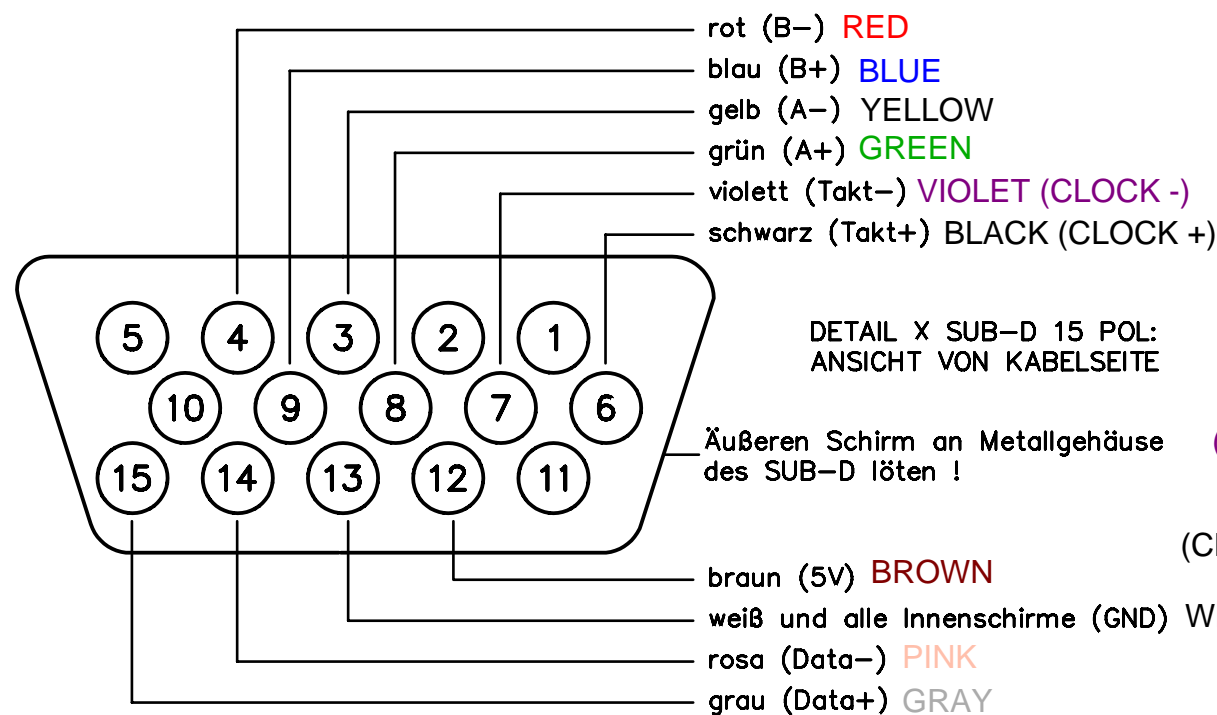 rot (B−) RED
blau (B+) BLUE
gelb (A−) YELLOW
grün (A+) GREEN
violett (Takt−) VIOLET (CLOCK -)
schwarz (Takt+) BLACK (CLOCK +)
5 4 3 2 1
10 9 8 7 6
15 14 13 12 11
DETAIL X SUB−D 15 POL:
ANSICHT VON KABELSEITE
Äußeren Schirm an Metallgehäuse
des SUB−D löten !
braun (5V) BROWN
weiß und alle Innenschirme (GND)
rosa (Data−) PINK
grau (Data+) GRAY